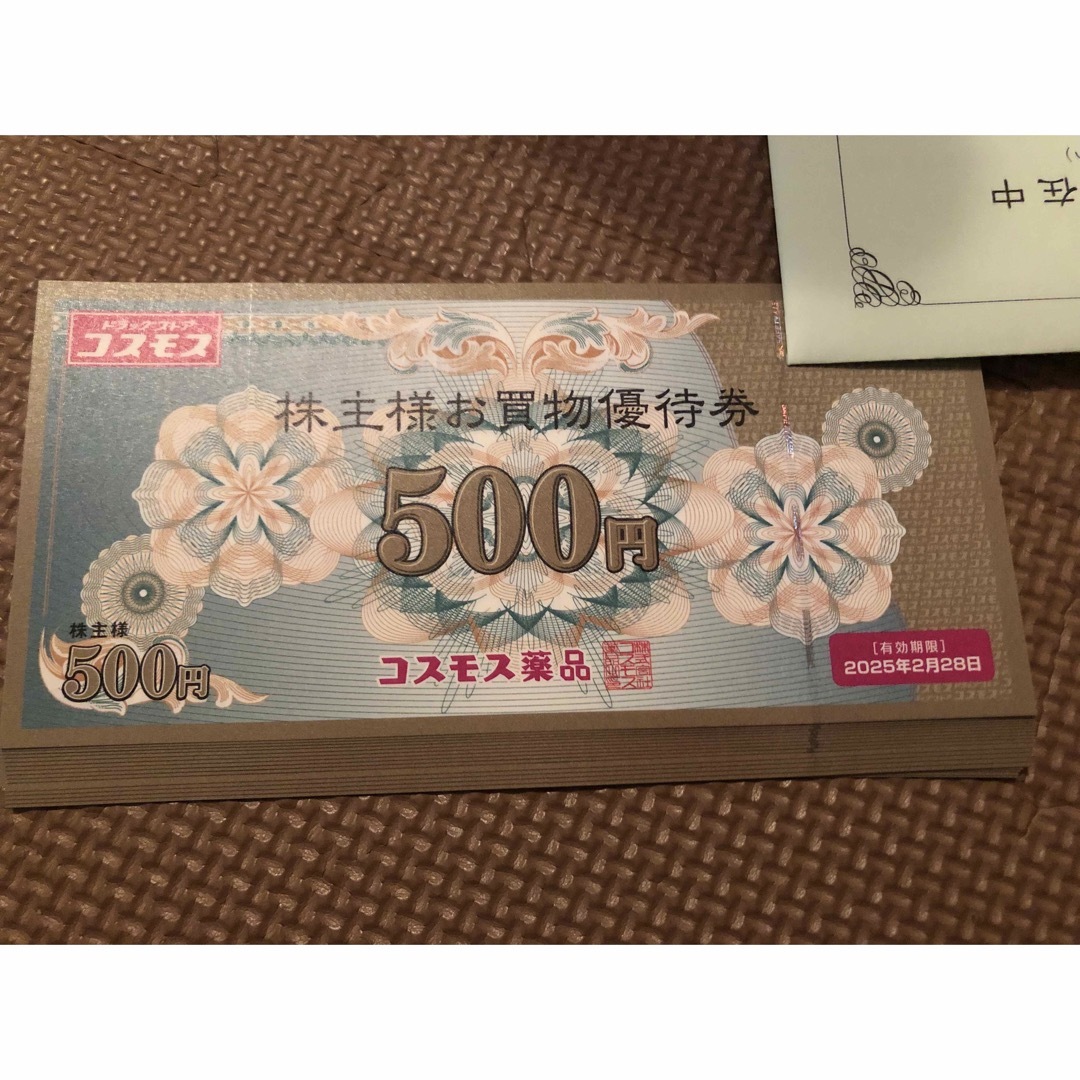 在中
ドラッグストア
コスモス
株主様お買物優待券
500円
株主様
500円
コスモス薬品
[有効期限]
2025年2月28日